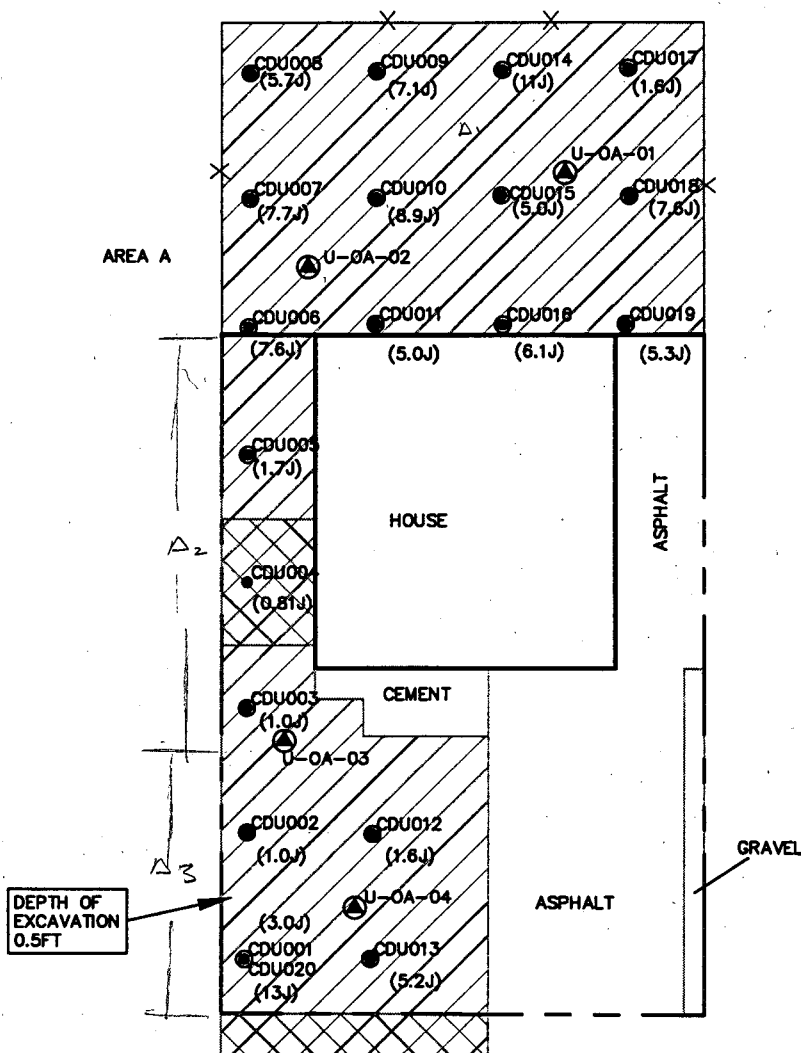 CDU008
(5.7J)
CDU009
(7.1J)
CDU014
(11J)
CDU017
(1.6J)
D1
U-OA-01
CDU007
(7.7J)
CDU010
(8.9J)
CDU015
(5.0J)
CDU018
(7.6J)
AREA A
U-OA-02
CDU006
(7.6J)
CDU011
(5.0J)
CDU016
(6.1J)
CDU019
(5.3J)
CDU005
(1.7J)
HOUSE
ASPHALT
D2
CDU004
(0.81J)
CDU003
(1.0J)
CEMENT
U-OA-03
CDU002
(1.0J)
CDU012
(1.6J)
GRAVEL
D3
DEPTH OF
EXCAVATION
0.5FT
U-OA-04
ASPHALT
(3.0J)
CDU001
CDU020
(13J)
CDU013
(5.2J)